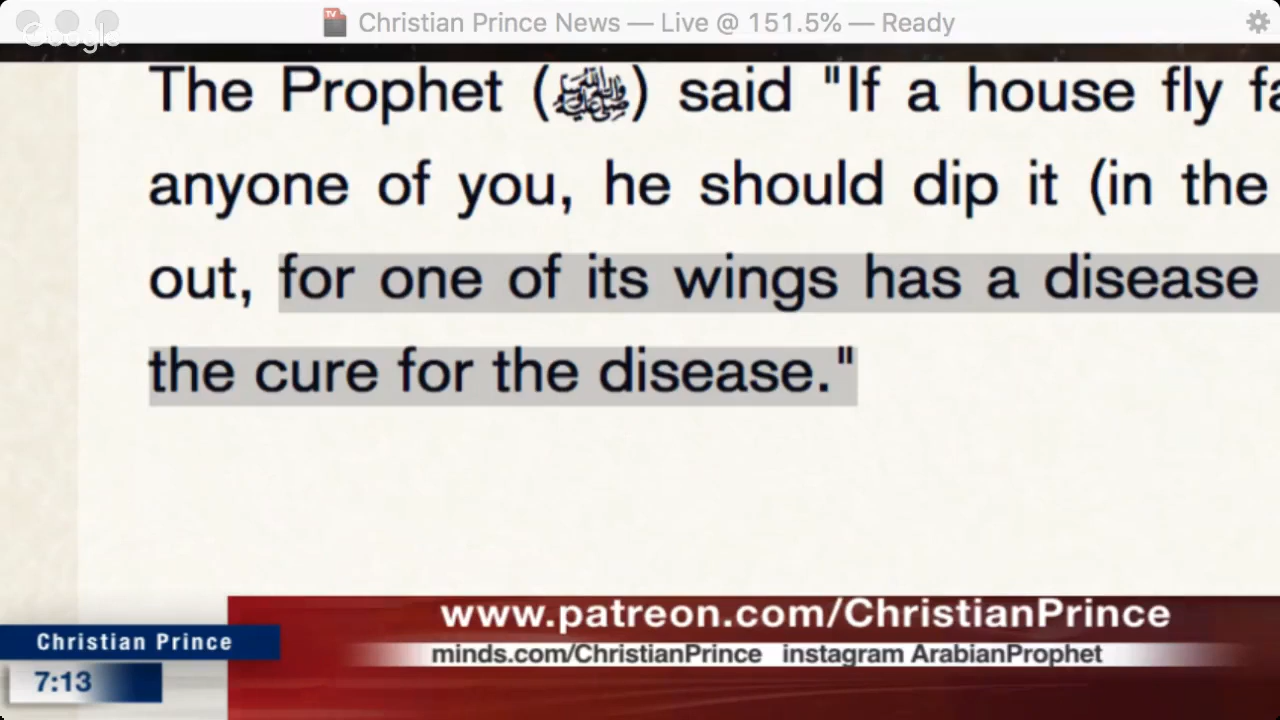 Christian Prince News — Live @ 151.5% — Ready
Google
The Prophet (ﷺ) said "If a house fly fa
anyone of you, he should dip it (in the
out, for one of its wings has a disease
the cure for the disease."
www.patreon.com/ChristianPrince
Christian Prince
minds.com/ChristianPrince instagram ArabianProphet
7:13